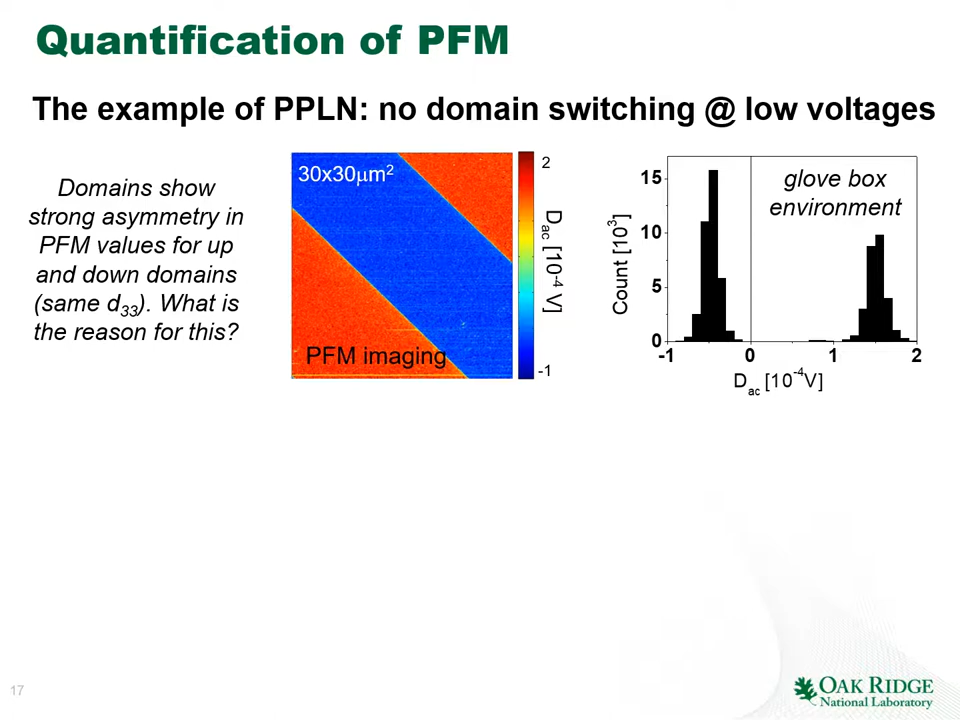 Quantification of PFM
The example of PPLN: no domain switching @ low voltages
Domains show
strong asymmetry in
PFM values for up
and down domains
(same d33). What is
the reason for this?
30x30μm2
PFM imaging
2
Dac [10-4 V]
-1
glove box
environment
Count [103]
15
10
5
0
-1 0 1 2
Dac [10-4V]
17
OAK RIDGE
National Laboratory